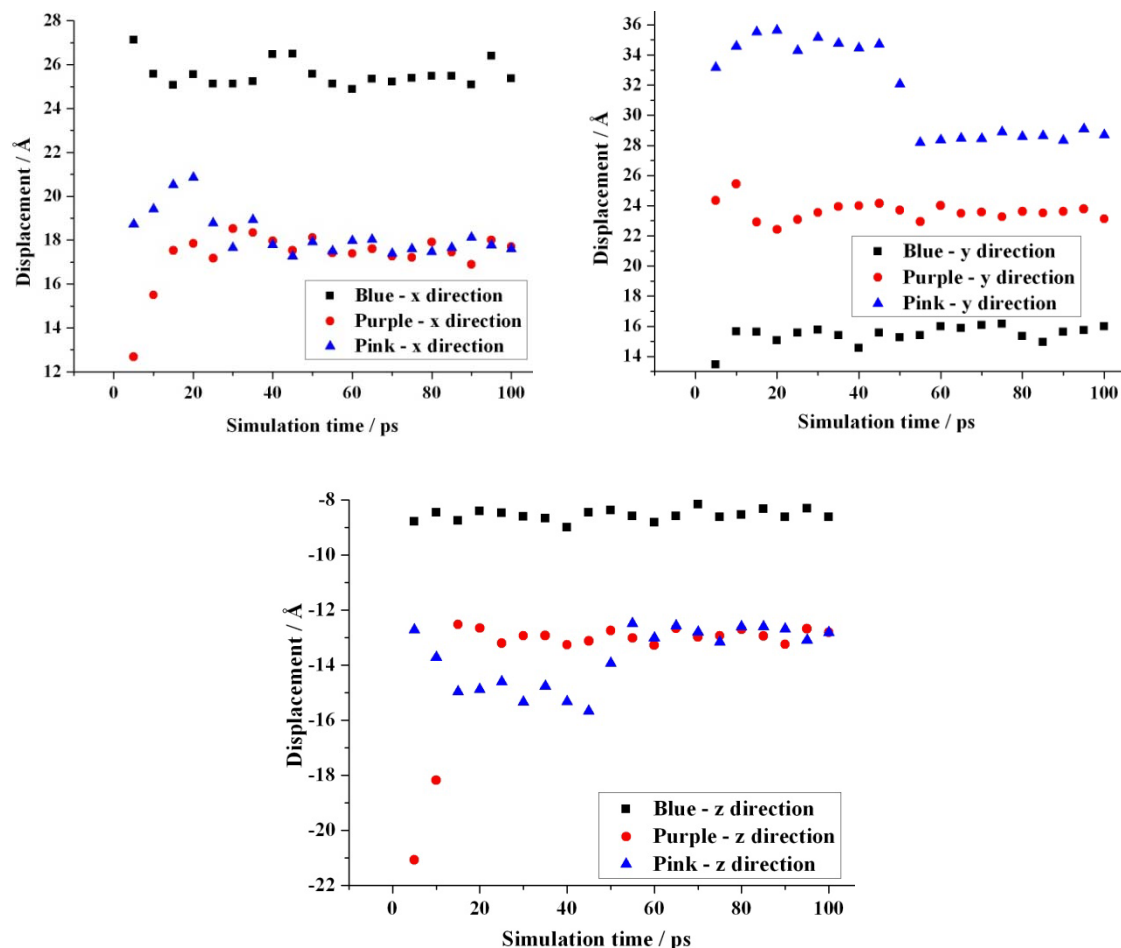 28
26
24
22
20
18
16
14
12
Displacement / Å
Blue - x direction
Purple - x direction
Pink - x direction
0 20 40 60 80 100
Simulation time / ps
36
34
32
30
28
26
24
22
20
18
16
14
Displacement / Å
Blue - y direction
Purple - y direction
Pink - y direction
0 20 40 60 80 100
Simulation time / ps
-8
-10
-12
-14
-16
-18
-20
-22
Displacement / Å
Blue - z direction
Purple - z direction
Pink - z direction
0 20 40 60 80 100
Simulation time / ps